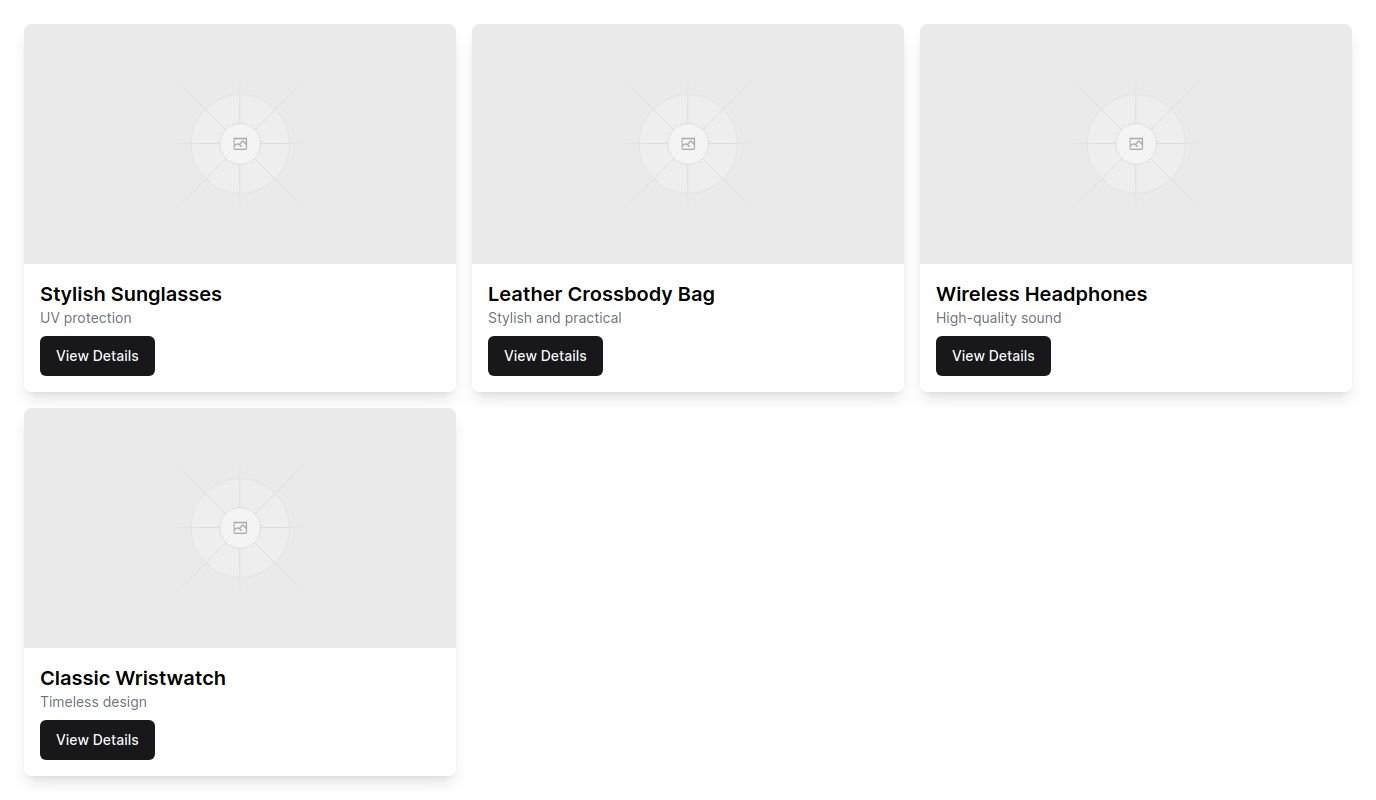 Stylish Sunglasses
UV protection
View Details
Leather Crossbody Bag
Stylish and practical
View Details
Wireless Headphones
High-quality sound
View Details
Classic Wristwatch
Timeless design
View Details